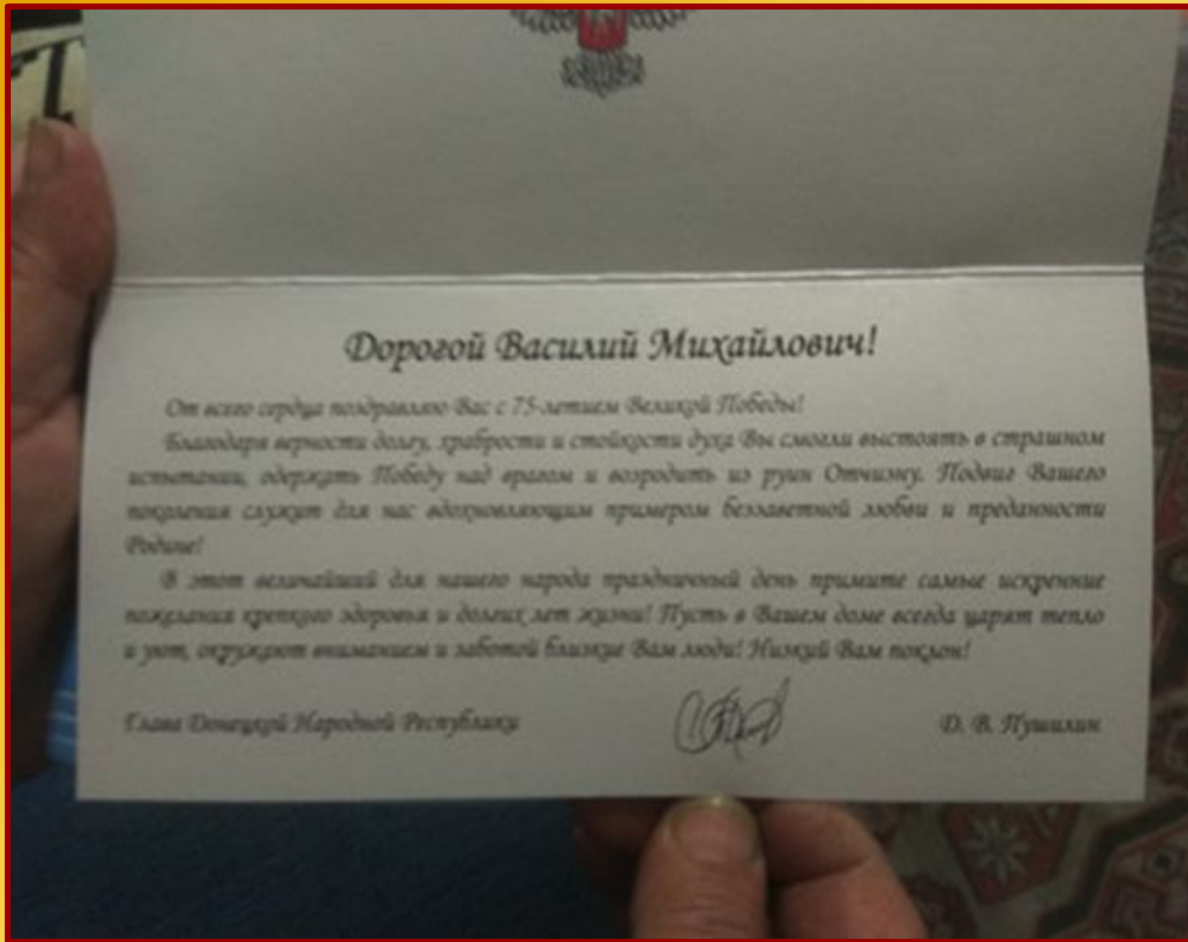 Дорогой Василий Михайлович!
От всего сердца поздравляю Вас с 75-летием Великой Победы!
Благодаря верности долгу, храбрости и стойкости духа Вы смогли выстоять в страшном
испытании, одержать Победу над врагом и возродить из руин Отчизну. Подвиг Вашего
поколения служит для нас вдохновляющим примером беззаветной любви и преданности
Родине!
В этот величайший для нашего народа праздничный день примите самые искренние
пожелания крепкого здоровья и долгих лет жизни! Пусть в Вашем доме всегда царят тепло
и уют, окружают вниманием и заботой близкие Вам люди! Низкий Вам поклон!
Глава Донецкой Народной Республики Д. В. Пушилин